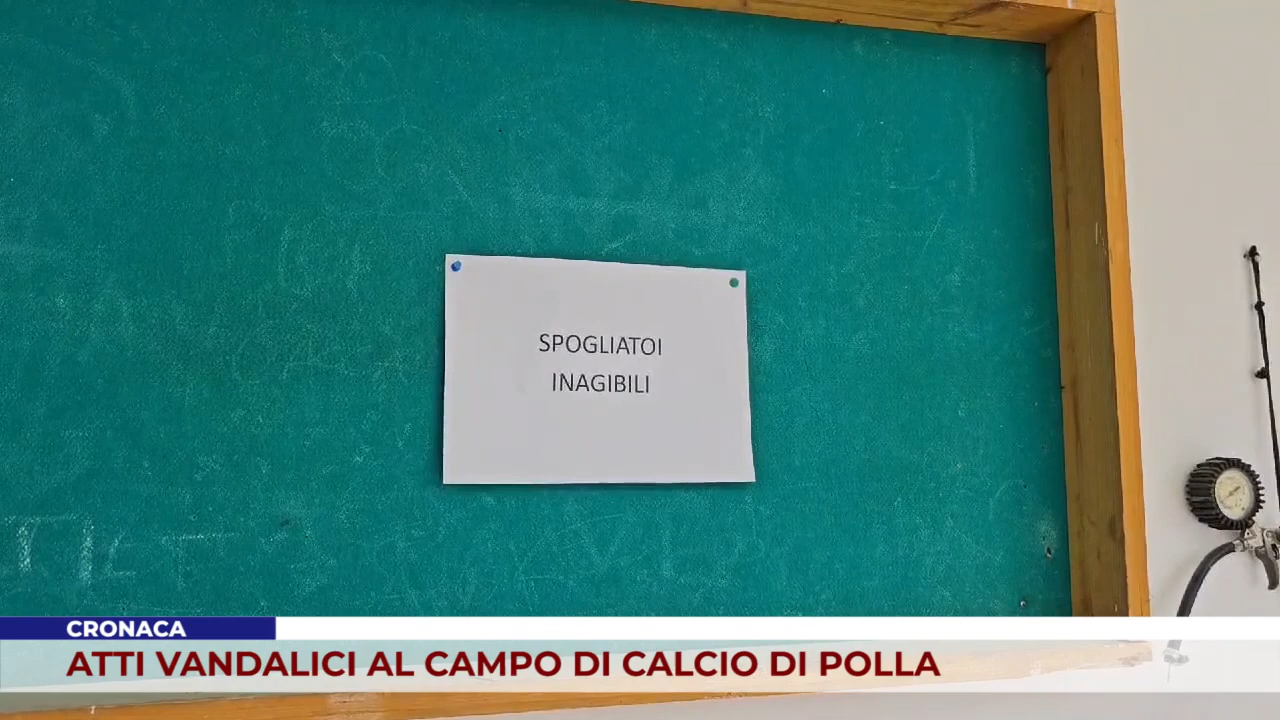 SPOGLIATOI
INAGIBILI
CRONACA
ATTI VANDALICI AL CAMPO DI CALCIO DI POLLA